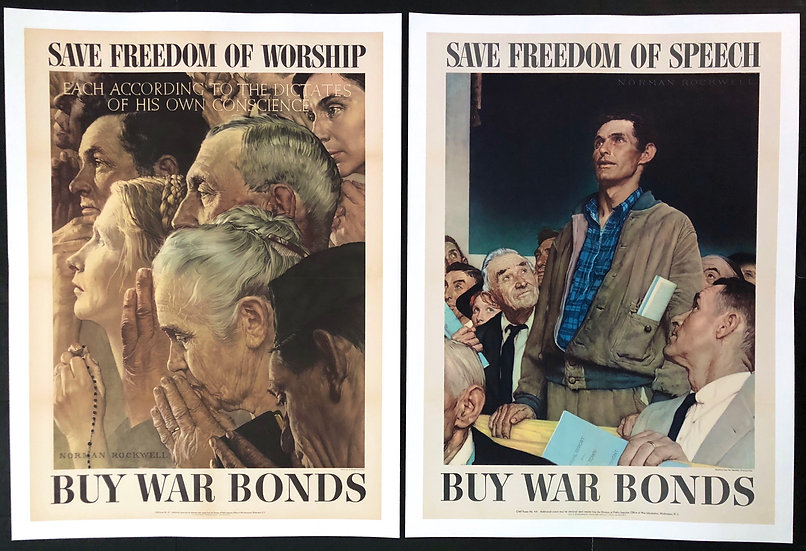 SAVE FREEDOM OF WORSHIP
EACH ACCORDING TO THE DICTATES
OF HIS OWN CONSCIENCE
NORMAN ROCKWELL
BUY WAR BONDS
SAVE FREEDOM OF SPEECH
NORMAN ROCKWELL
BUY WAR BONDS